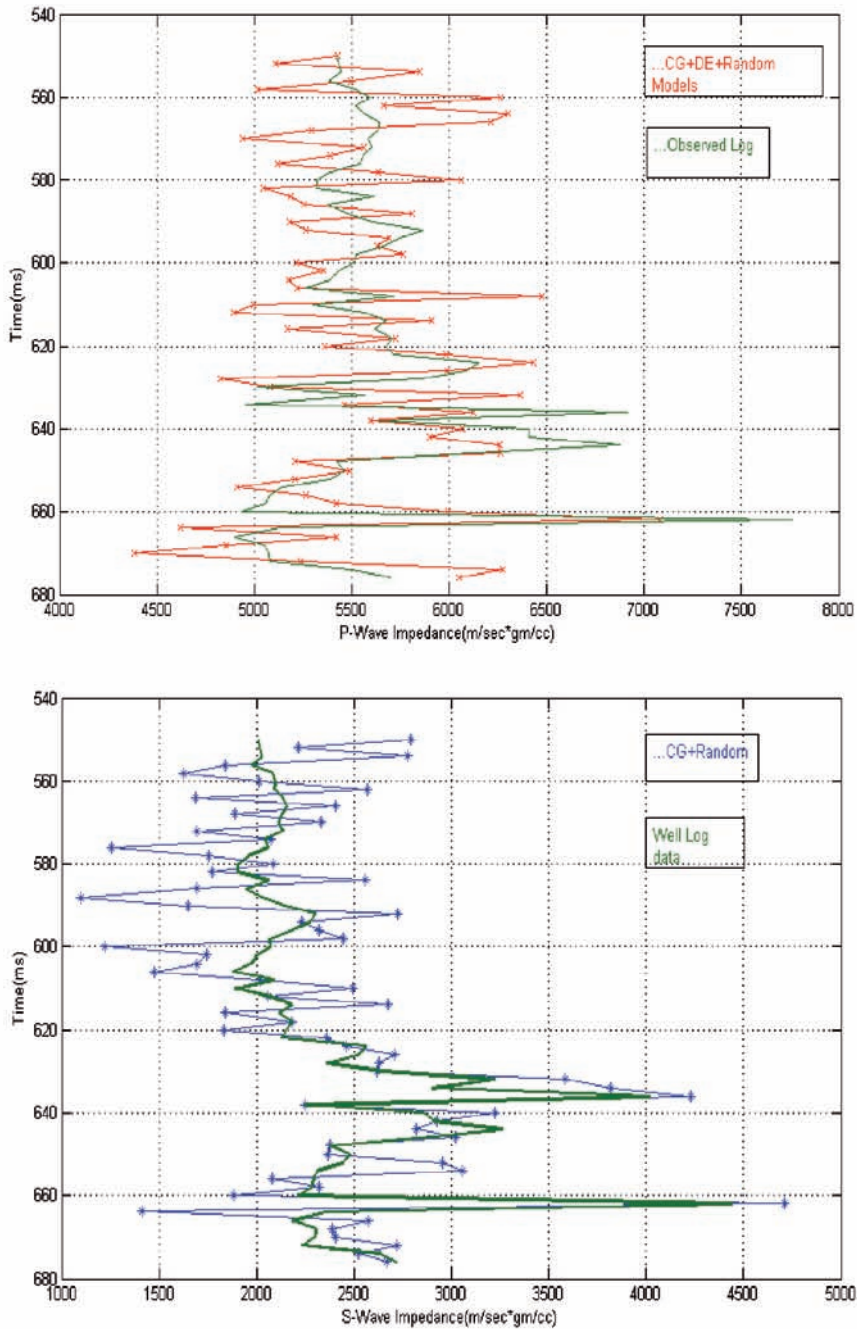 540
560
580
600
620
640
660
680
Time(ms)
4000 4500 5000 5500 6000 6500 7000 7500 8000
P-Wave Impedance(m/sec*gm/cc)
...CG+DE+Random
Models
...Observed Log
540
560
580
600
620
640
660
680
Time(ms)
1000 1500 2000 2500 3000 3500 4000 4500 5000
S-Wave Impedance(m/sec*gm/cc)
...CG+Random
Well Log
data...